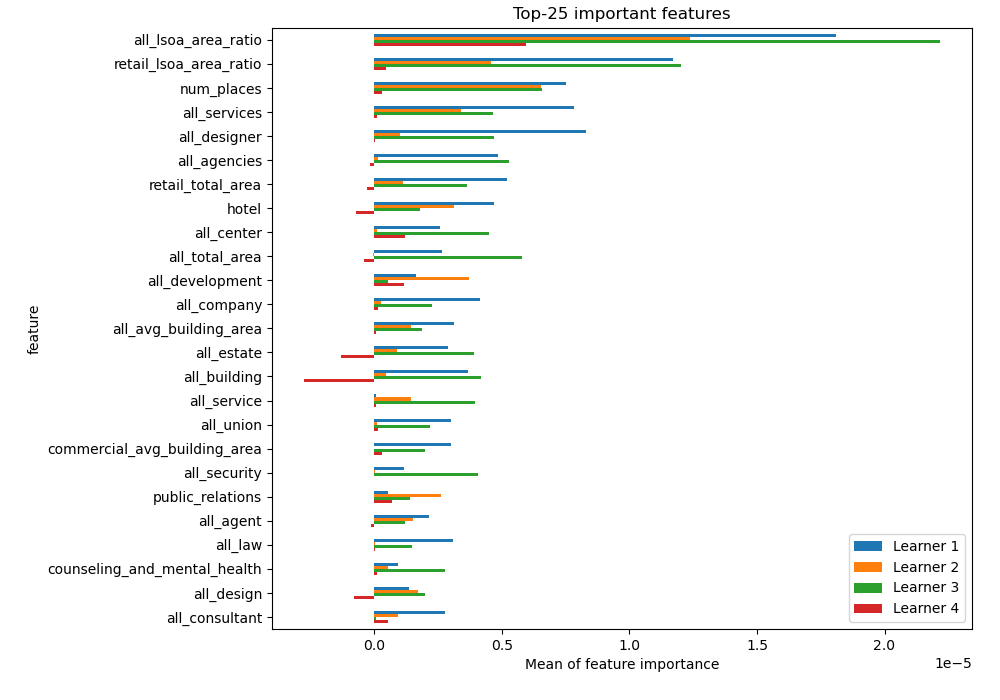 Top-25 important features
all_lsoa_area_ratio
retail_lsoa_area_ratio
num_places
all_services
all_designer
all_agencies
retail_total_area
hotel
all_center
all_total_area
all_development
all_company
all_avg_building_area
all_estate
all_building
all_service
all_union
commercial_avg_building_area
all_security
public_relations
all_agent
all_law
counseling_and_mental_health
all_design
all_consultant
feature
Learner 1
Learner 2
Learner 3
Learner 4
0.0 0.5 1.0 1.5 2.0
1e−5
Mean of feature importance